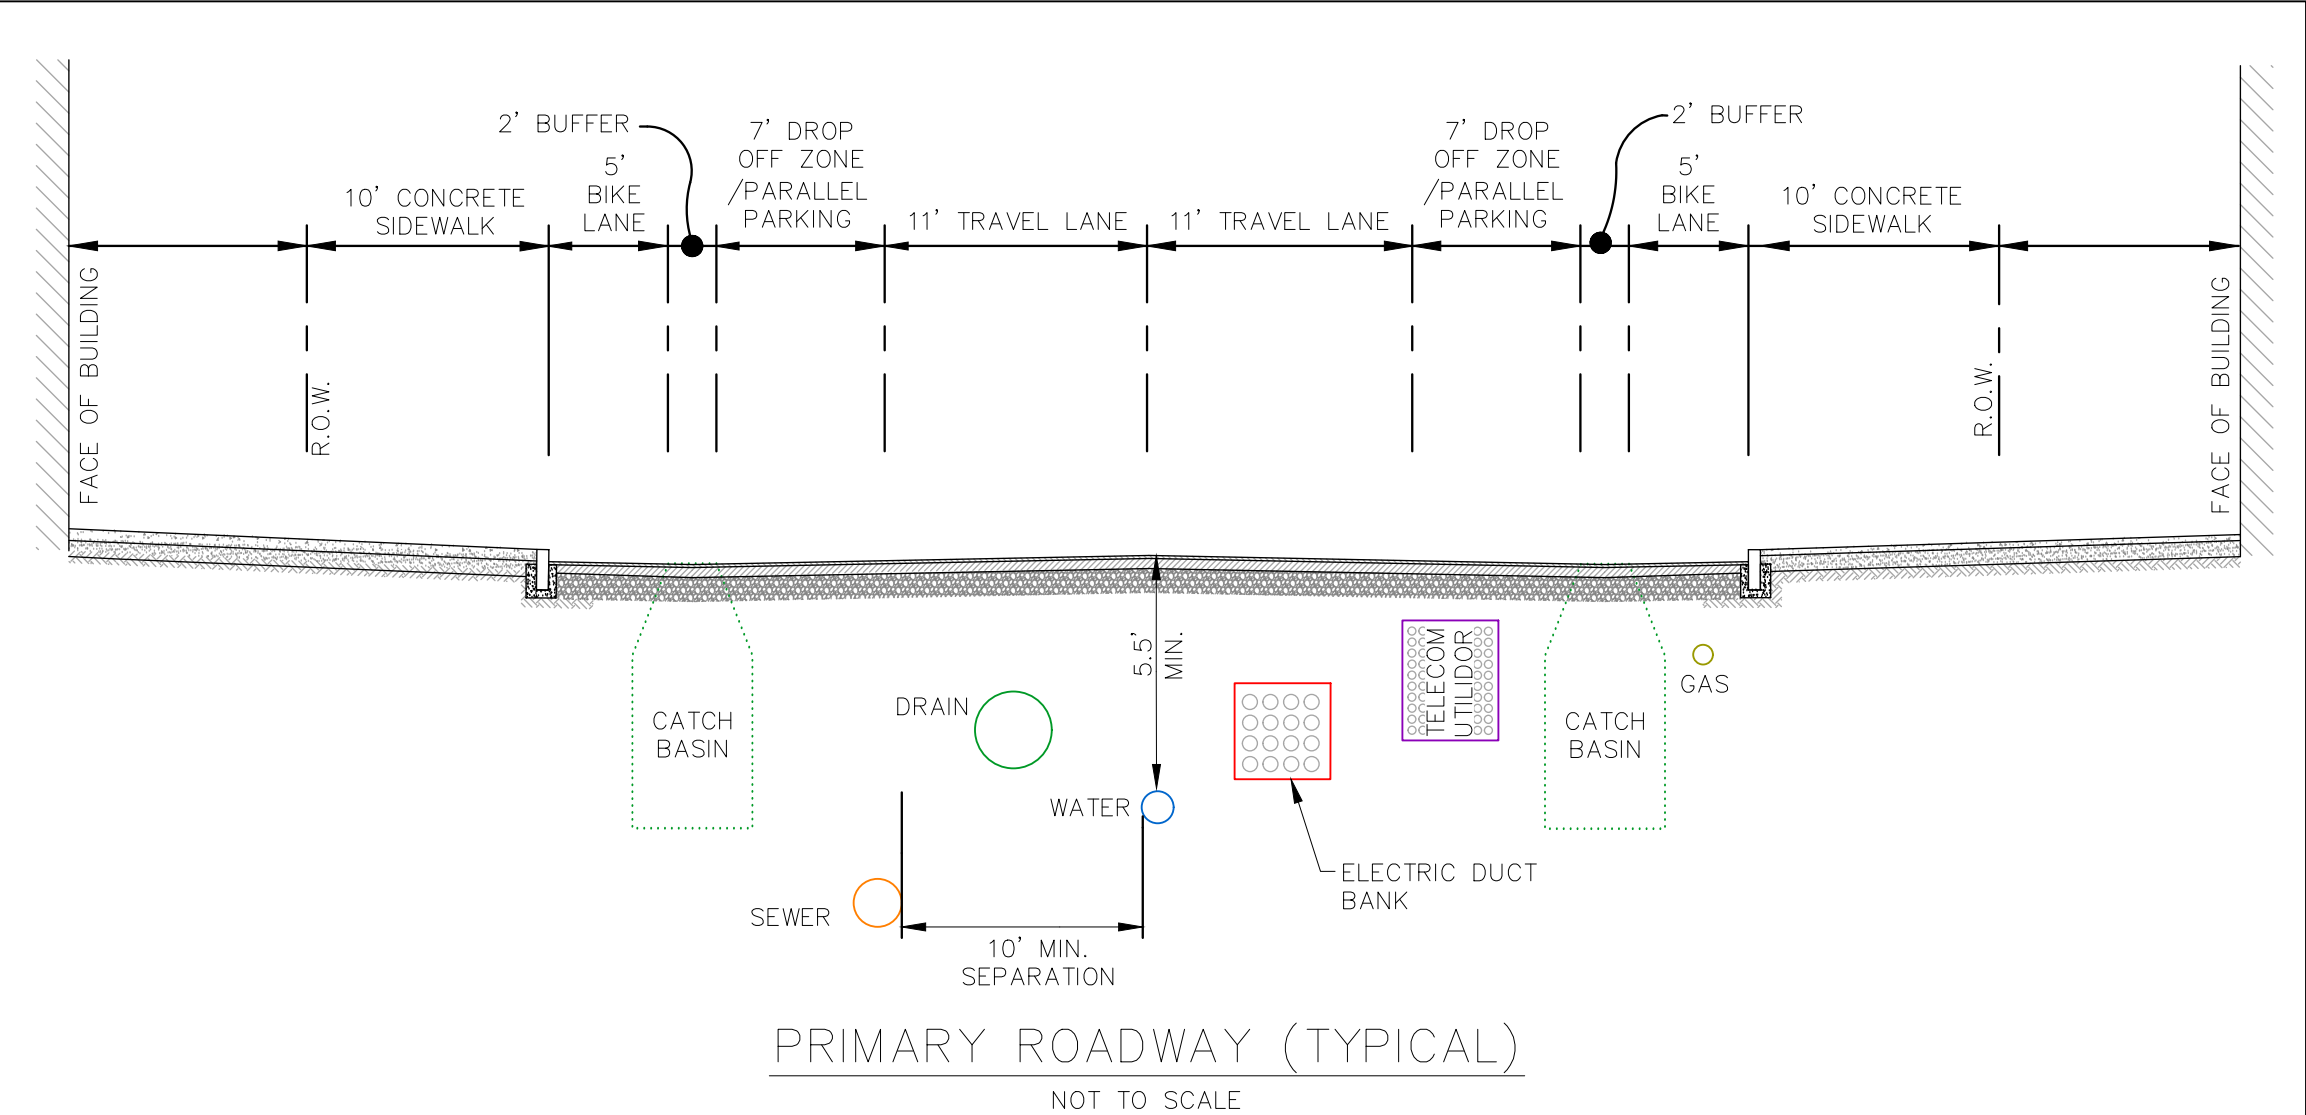 2' BUFFER
7' DROP
OFF ZONE
/PARALLEL
PARKING
5'
BIKE
LANE
10' CONCRETE
SIDEWALK
11' TRAVEL LANE
11' TRAVEL LANE
7' DROP
OFF ZONE
/PARALLEL
PARKING
2' BUFFER
5'
BIKE
LANE
10' CONCRETE
SIDEWALK
FACE OF BUILDING
R.O.W.
R.O.W.
FACE OF BUILDING
5.5'
MIN.
TELECOM
UTILIDOR
GAS
DRAIN
CATCH
BASIN
CATCH
BASIN
WATER
ELECTRIC DUCT
BANK
SEWER
10' MIN.
SEPARATION
PRIMARY ROADWAY (TYPICAL)
NOT TO SCALE